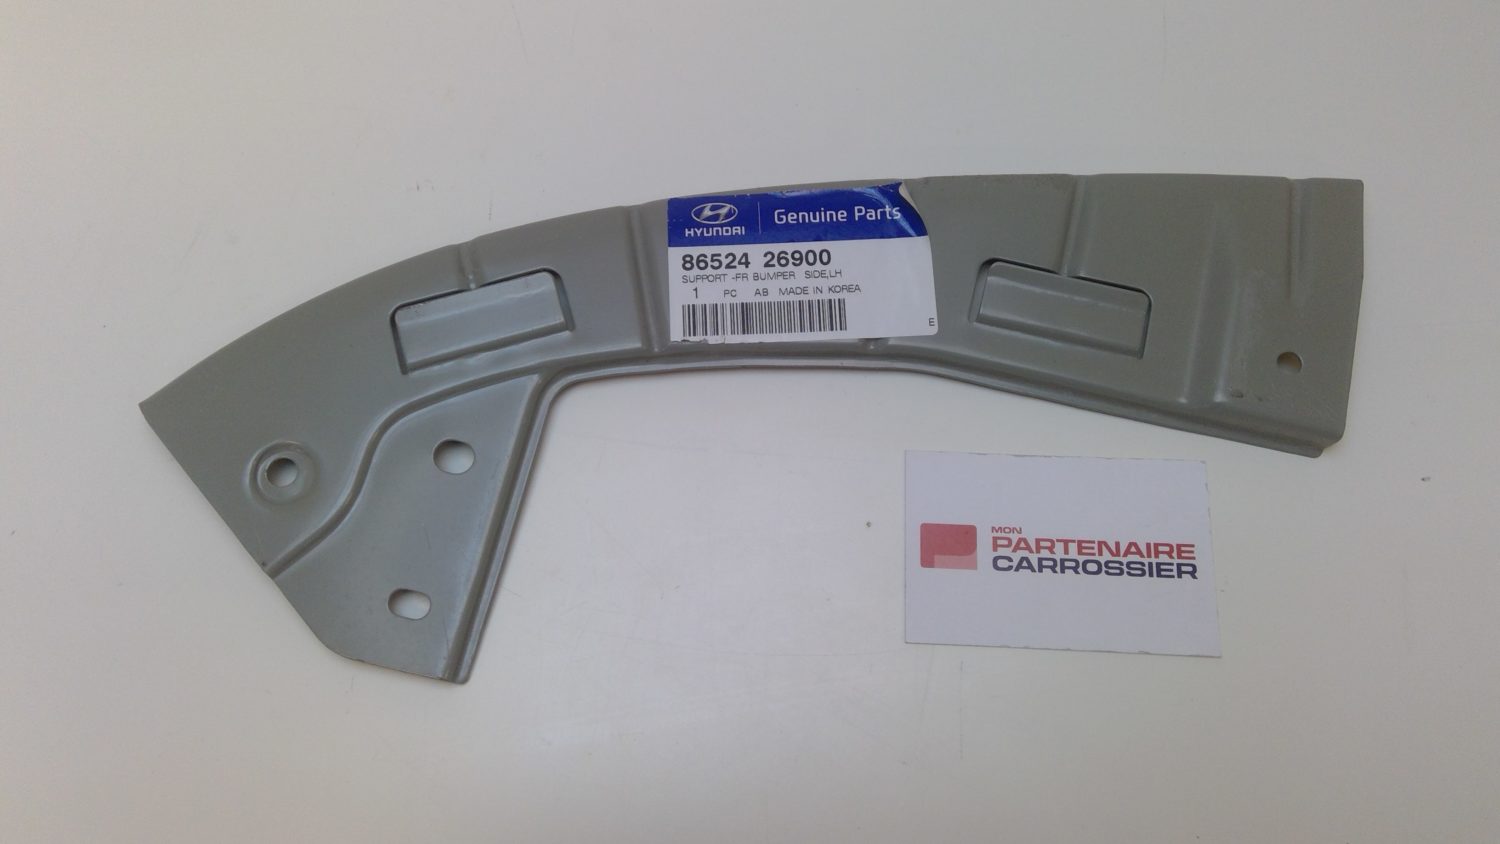 HYUNDAI
Genuine Parts
86524 26900
SUPPORT -FR BUMPER SIDE,LH
1 PC AB MADE IN KOREA
E
MON
PARTENAIRE
CARROSSIER